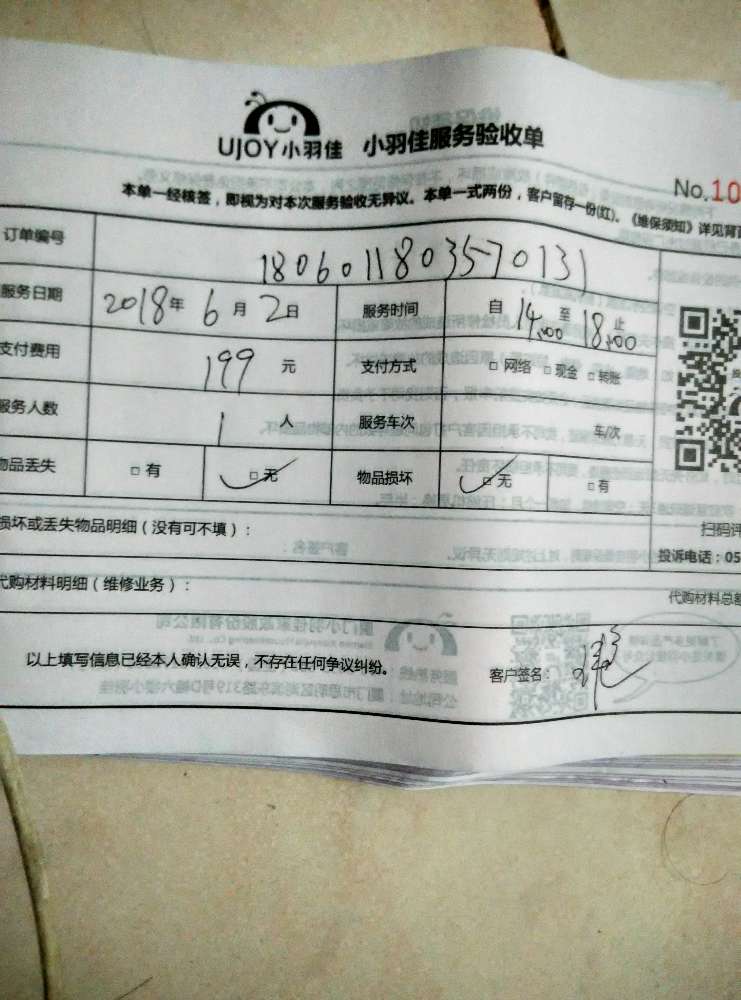 UJOY小羽佳 小羽佳服务验收单
No.10
本单一经核签，即视为对本次服务验收无异议。本单一式两份，客户留存一份(红)。《维保须知》详见背
订单编号 1806011803570131
服务日期 2018年 6月 2日 服务时间 自 14:00 至 18:00 止
支付费用 199 元 支付方式 □ 网络 □ 现金 □ 转账
服务人数 1 人 服务车次 车/次
物品丢失 □ 有 □ 无 物品损坏 □ 无 □ 有
损坏或丢失物品明细（没有可不填）： 扫码评
投诉电话：05
代购材料明细（维修业务）： 代购材料总
以上填写信息已经本人确认无误，不存在任何争议纠纷。 客户签名：